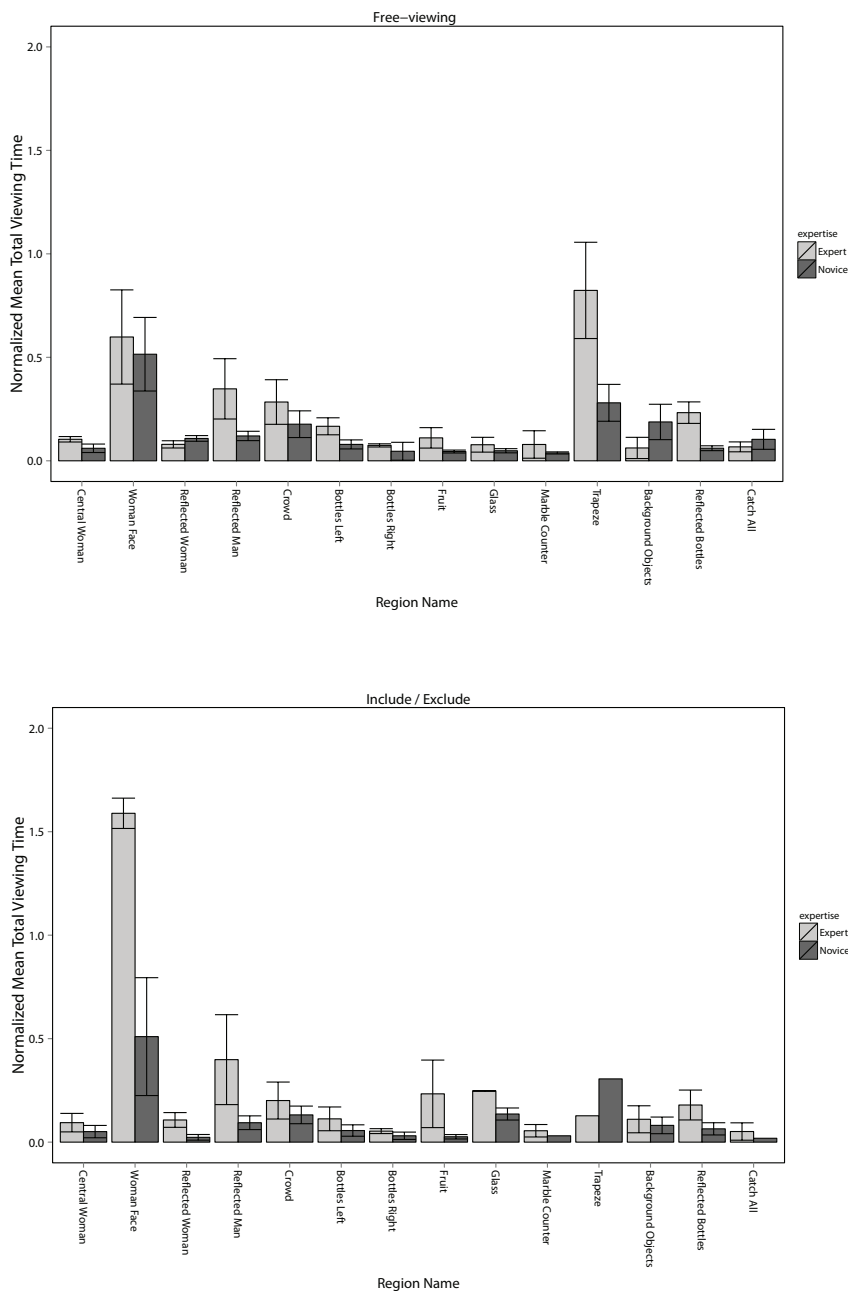 Free−viewing
Normalized Mean Total Viewing Time
2.0
1.5
1.0
0.5
0.0
expertise
Expert
Novice
Central Woman
Woman Face
Reflected Woman
Reflected Man
Crowd
Bottles Left
Bottles Right
Fruit
Glass
Marble Counter
Trapeze
Background Objects
Reflected Bottles
Catch All
Region Name
Include / Exclude
Normalized Mean Total Viewing Time
2.0
1.5
1.0
0.5
0.0
expertise
Expert
Novice
Central Woman
Woman Face
Reflected Woman
Reflected Man
Crowd
Bottles Left
Bottles Right
Fruit
Glass
Marble Counter
Trapeze
Background Objects
Reflected Bottles
Catch All
Region Name